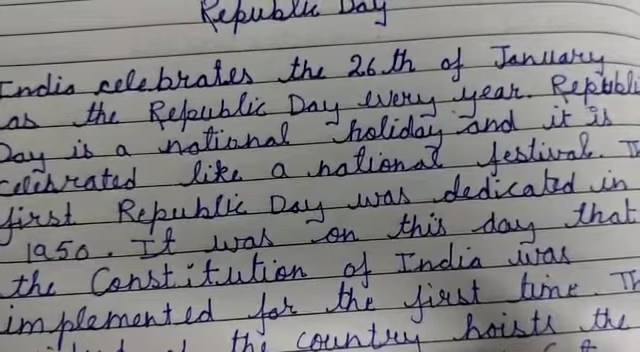 Republic Day
India celebrates the 26th of January
as the Republic Day every year. Republi
Day is a national holiday and it is
celebrated like a national festival. Th
first Republic Day was dedicated in
1950. It was on this day that
the Constitution of India was
implemented for the first time. Th
the country hoists the